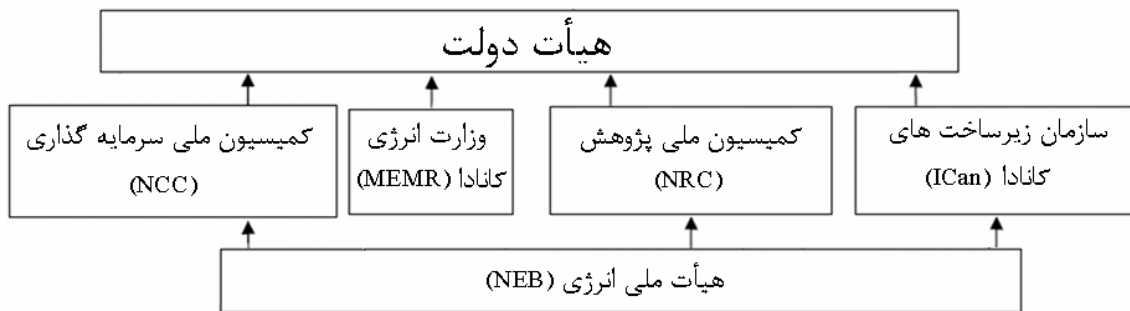 هیأت دولت
سازمان زیرساخت های
کانادا (ICan)
کمیسیون ملی پژوهش
(NRC)
وزارت انرژی
کانادا (MEMR)
کمیسیون ملی سرمایه گذاری
(NCC)
هیأت ملی انرژی (NEB)